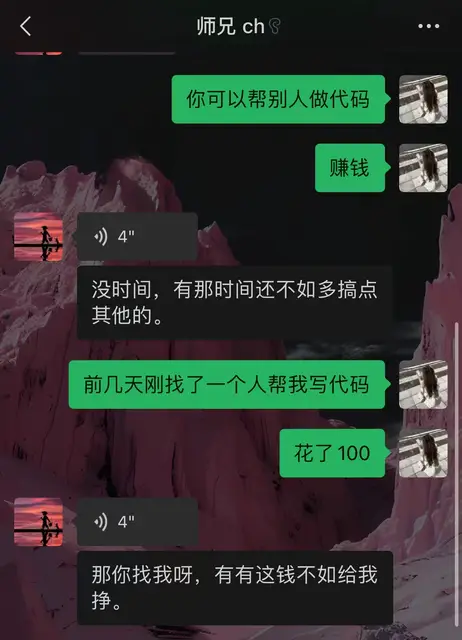 师兄 ch
你可以帮别人做代码
赚钱
4"
没时间，有那时间还不如多搞点
其他的。
前几天刚找了一个人帮我写代码
花了100
4"
那你找我呀，有有这钱不如给我
挣。